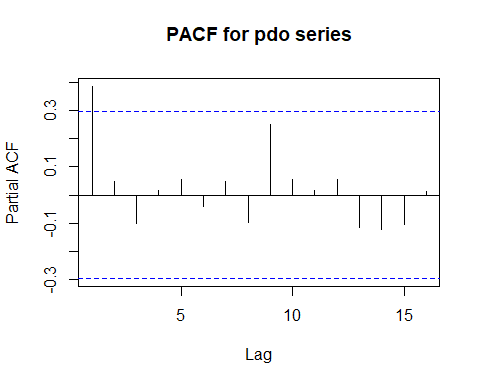 PACF for pdo series
Partial ACF
0.3
0.1
-0.1
-0.3
5
10
15
Lag